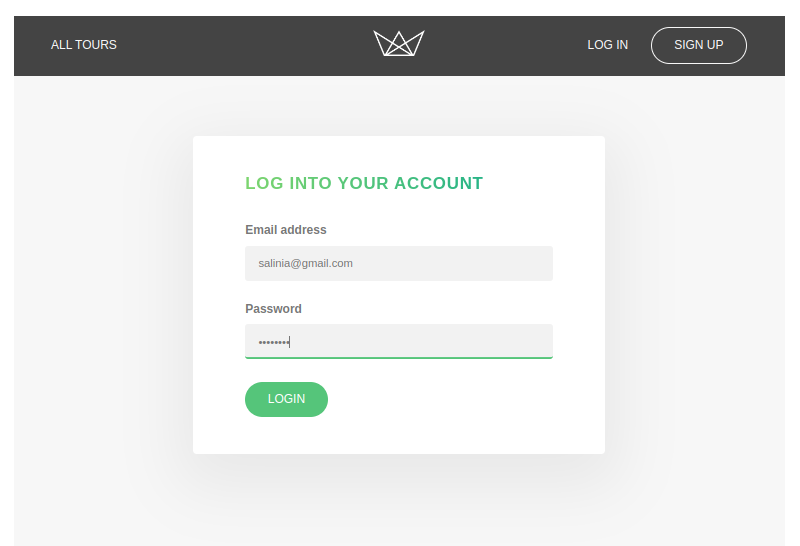 ALL TOURS
LOG IN
SIGN UP
LOG INTO YOUR ACCOUNT
Email address
salinia@gmail.com
Password
••••••••
LOGIN